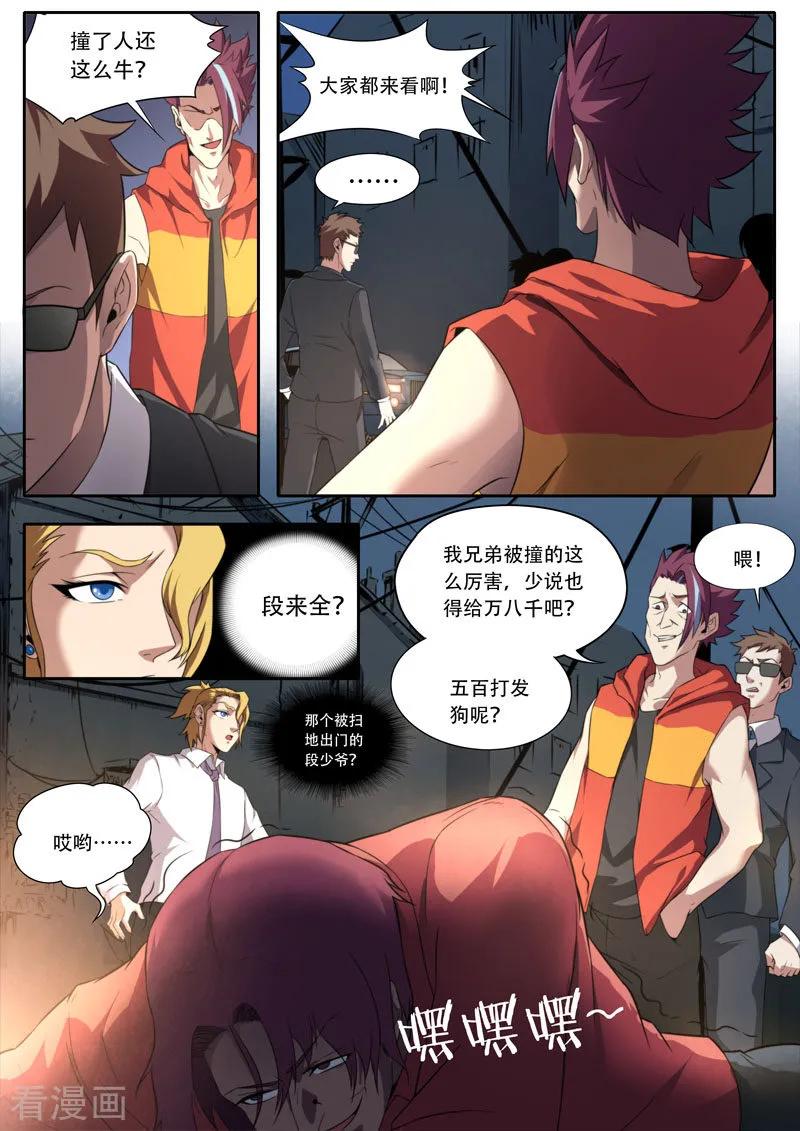 撞了人还
这么牛？
大家都来看啊！
……
段来全？
我兄弟被撞的这
么厉害，少说也
得给万八千吧？
喂！
五百打发
狗呢？
那个被扫
地出门的
段少爷？
哎哟……
嘿嘿嘿~
看漫画